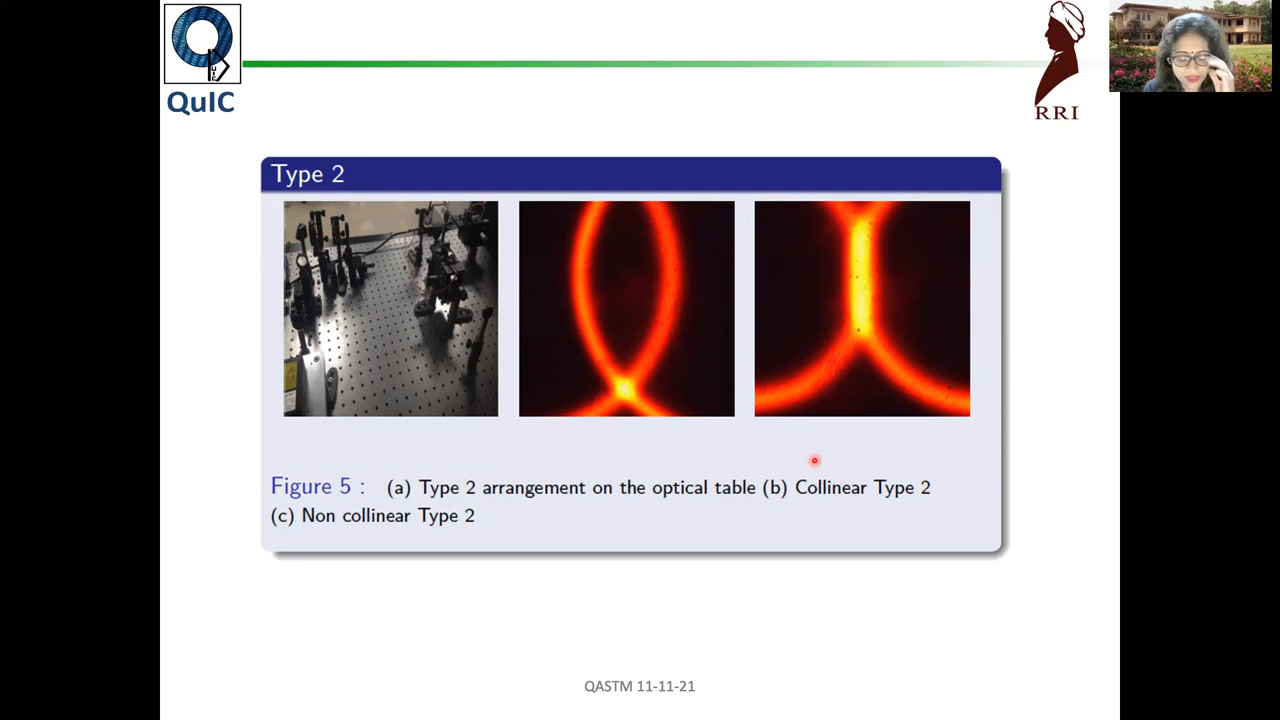 QuIC
RRI
Type 2
Figure 5 : (a) Type 2 arrangement on the optical table (b) Collinear Type 2
(c) Non collinear Type 2
QASTM 11-11-21